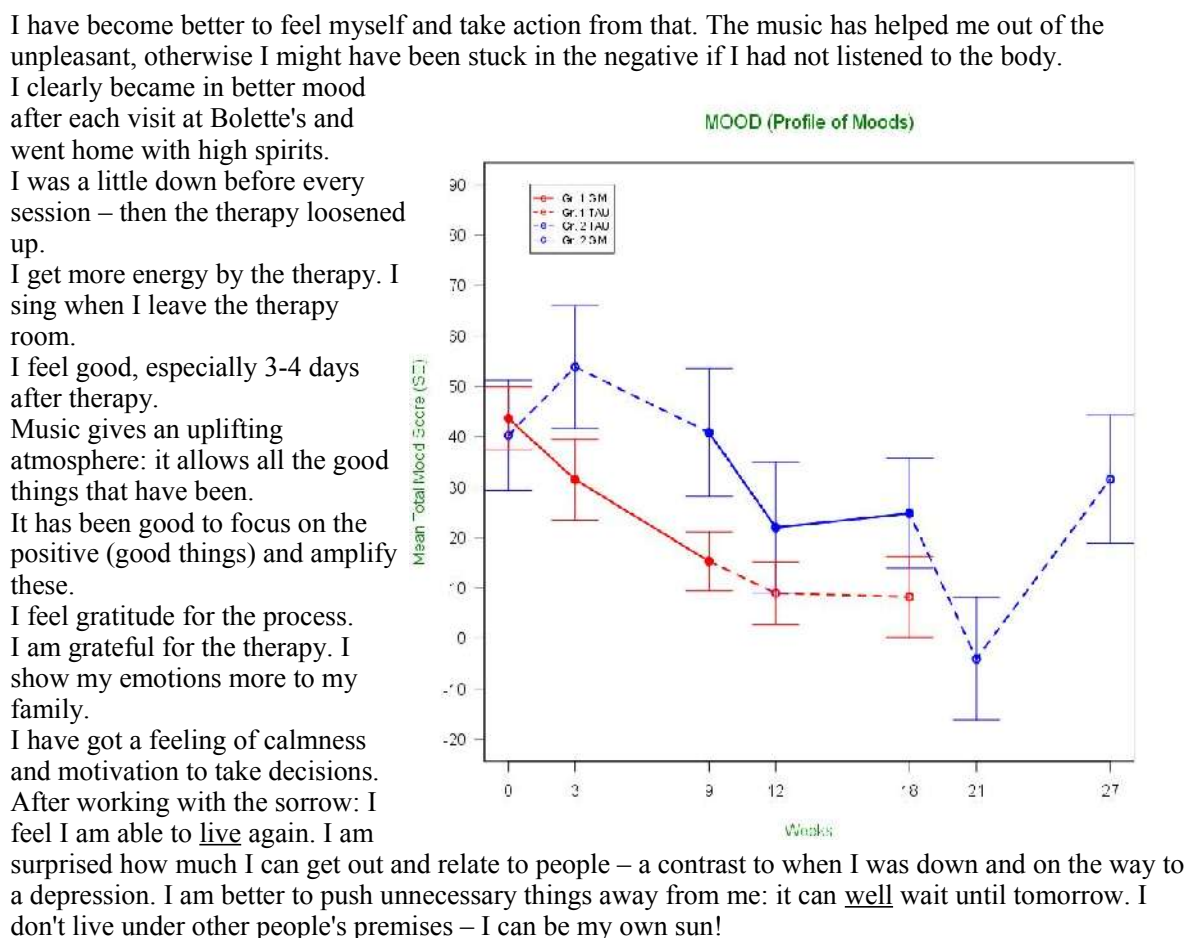 I have become better to feel myself and take action from that. The music has helped me out of the
unpleasant, otherwise I might have been stuck in the negative if I had not listened to the body.
I clearly became in better mood
after each visit at Bolette's and
went home with high spirits.
I was a little down before every
session – then the therapy loosened
up.
I get more energy by the therapy. I
sing when I leave the therapy
room.
I feel good, especially 3-4 days
after therapy.
Music gives an uplifting
atmosphere: it allows all the good
things that have been.
It has been good to focus on the
positive (good things) and amplify
these.
I feel gratitude for the process.
I am grateful for the therapy. I
show my emotions more to my
family.
I have got a feeling of calmness
and motivation to take decisions.
After working with the sorrow: I
feel I am able to live again. I am
surprised how much I can get out and relate to people – a contrast to when I was down and on the way to
a depression. I am better to push unnecessary things away from me: it can well wait until tomorrow. I
don't live under other people's premises – I can be my own sun!
MOOD (Profile of Moods)
Gr. 1 GM
Gr. 1 TAU
Gr. 2 TAU
Gr. 2 GM
Mean Total Mood Score (SE)
90
80
70
60
50
40
30
20
10
0
-10
-20
0 3 9 12 18 21 27
Weeks